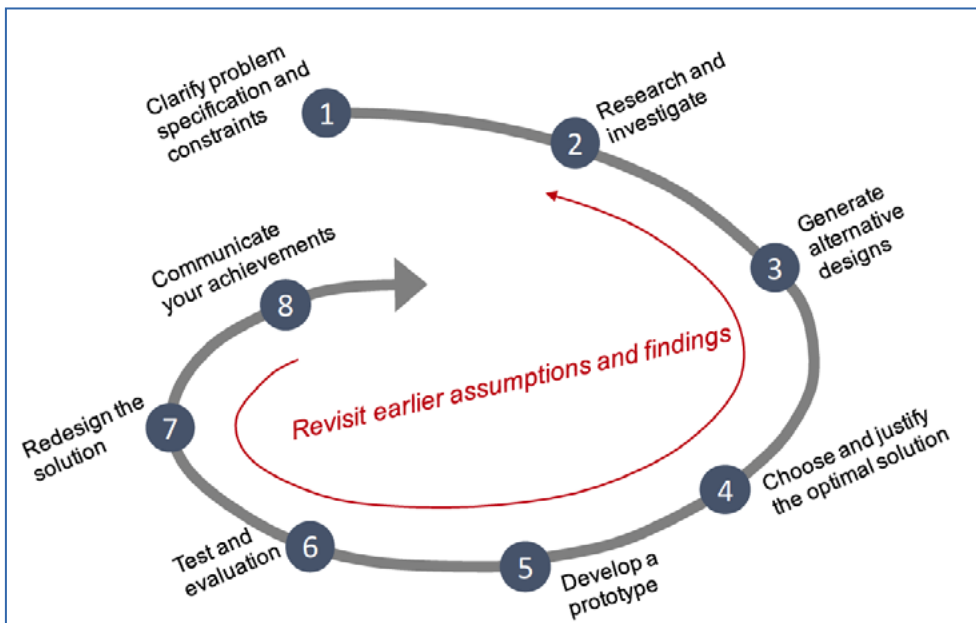 1
Clarify problem
specification and
constraints
2
Research and
investigate
3
Generate
alternative
designs
4
Choose and justify
the optimal solution
5
Develop a
prototype
6
Test and
evaluation
7
Redesign the
solution
8
Communicate
your achievements
Revisit earlier assumptions and findings